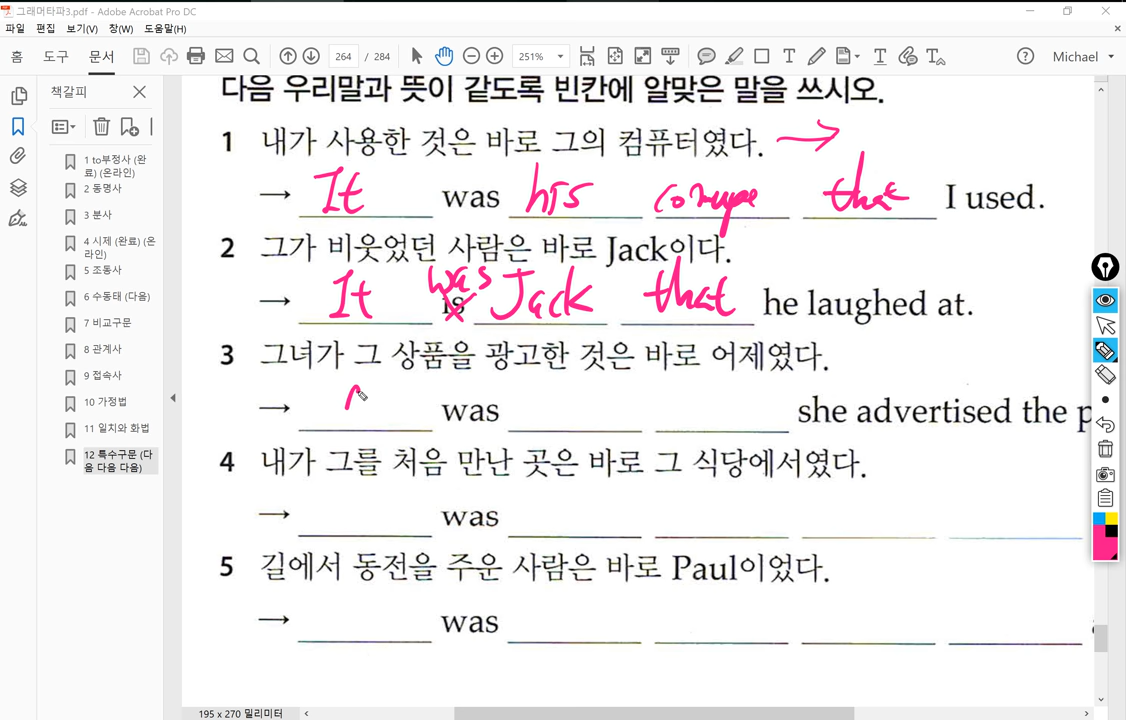 그래머타파3.pdf - Adobe Acrobat Pro DC
파일 편집 보기(V) 창(W) 도움말(H)
홈 도구 문서 264 / 284 251% Michael
책갈피
1 to부정사 (완
료) (온라인)
2 동명사
3 분사
4 시제 (완료) (온
라인)
5 조동사
6 수동태 (다음)
7 비교구문
8 관계사
9 접속사
10 가정법
11 일치와 화법
12 특수구문 (다
음 다음 다음)
다음 우리말과 뜻이 같도록 빈칸에 알맞은 말을 쓰시오.
1 내가 사용한 것은 바로 그의 컴퓨터였다. →
→ It was his that I used.
2 그가 비웃었던 사람은 바로 Jack이다.
was
→ It is Jack that he laughed at.
3 그녀가 그 상품을 광고한 것은 바로 어제였다.
→ was she advertised the p
4 내가 그를 처음 만난 곳은 바로 그 식당에서였다.
→ was
5 길에서 동전을 주운 사람은 바로 Paul이었다.
→ was
195 x 270 밀리미터